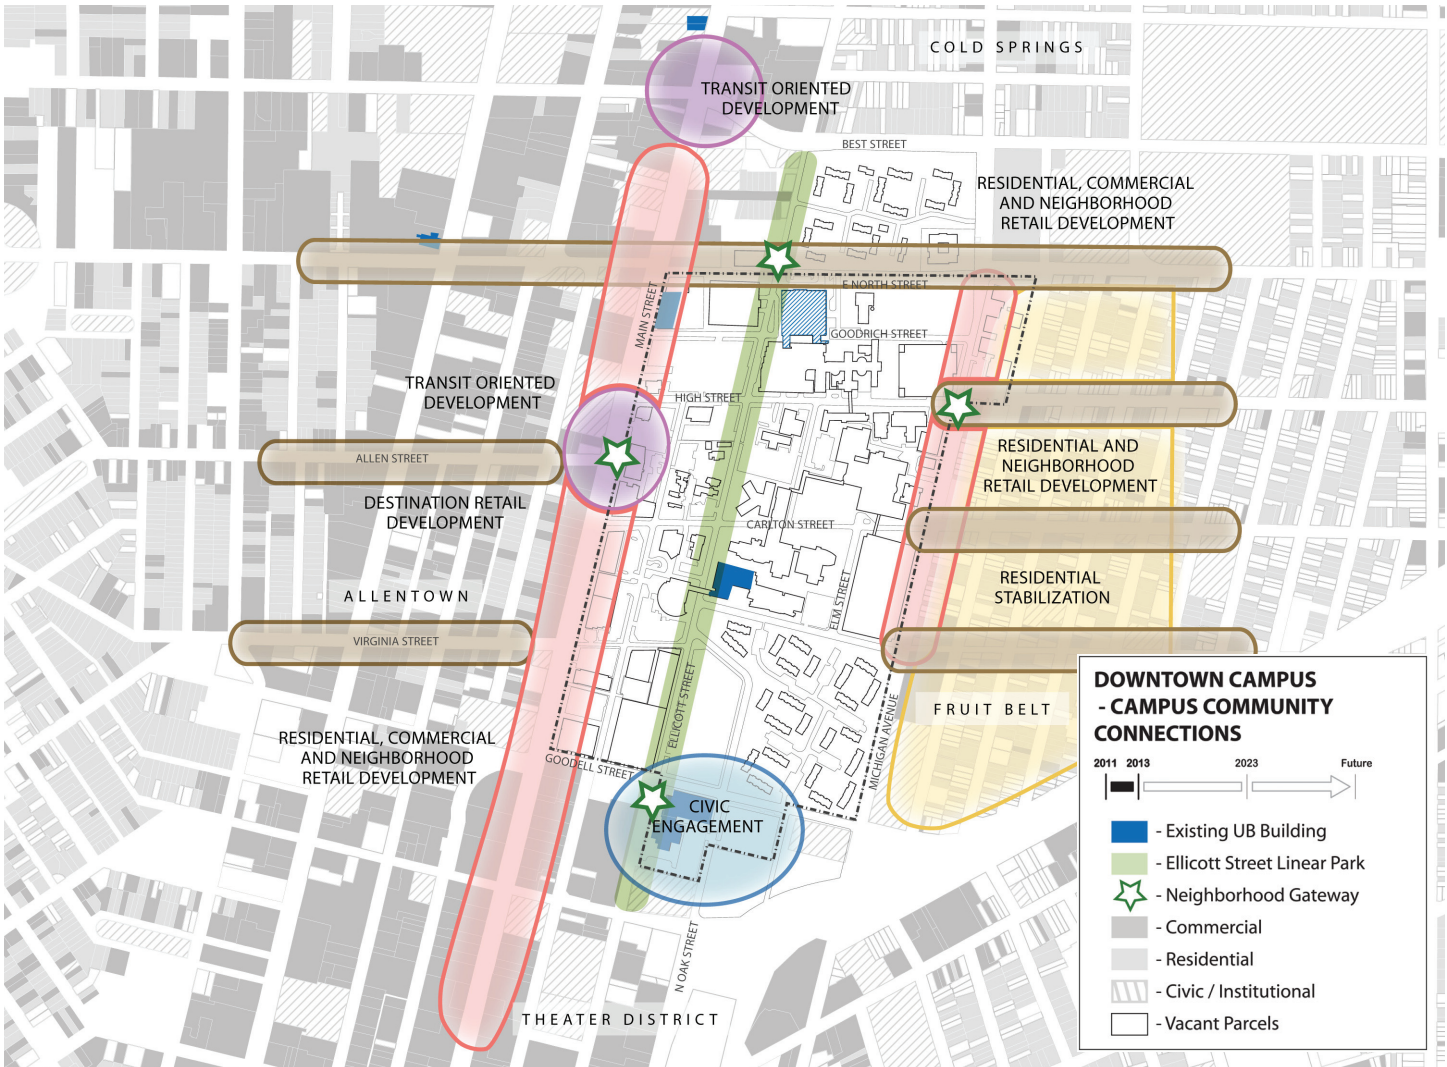 COLD SPRINGS
TRANSIT ORIENTED
DEVELOPMENT
BEST STREET
RESIDENTIAL, COMMERCIAL
AND NEIGHBORHOOD
RETAIL DEVELOPMENT
E NORTH STREET
MAIN STREET
GOODRICH STREET
TRANSIT ORIENTED
DEVELOPMENT
HIGH STREET
ALLEN STREET
RESIDENTIAL AND
NEIGHBORHOOD
RETAIL DEVELOPMENT
DESTINATION RETAIL
DEVELOPMENT
CARLTON STREET
RESIDENTIAL
STABILIZATION
ALLENTOWN
ELM STREET
VIRGINIA STREET
ELLICOTT STREET
FRUIT BELT
MICHIGAN AVENUE
RESIDENTIAL, COMMERCIAL
AND NEIGHBORHOOD
RETAIL DEVELOPMENT
GOODELL STREET
CIVIC
ENGAGEMENT
N OAK STREET
THEATER DISTRICT
DOWNTOWN CAMPUS
- CAMPUS COMMUNITY
CONNECTIONS
2011 2013 2023 Future
- Existing UB Building
- Ellicott Street Linear Park
- Neighborhood Gateway
- Commercial
- Residential
- Civic / Institutional
- Vacant Parcels